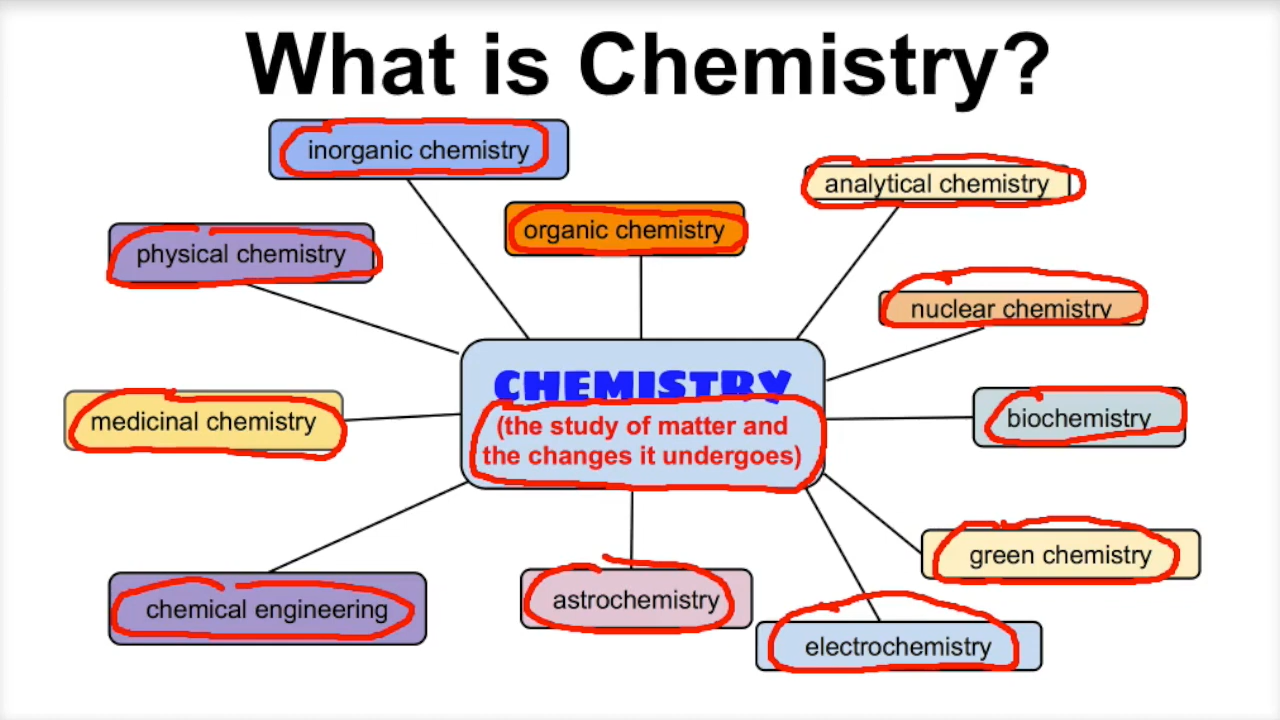 What is Chemistry?
inorganic chemistry
analytical chemistry
organic chemistry
physical chemistry
nuclear chemistry
CHEMISTRY
(the study of matter and
the changes it undergoes)
medicinal chemistry
biochemistry
green chemistry
chemical engineering
astrochemistry
electrochemistry